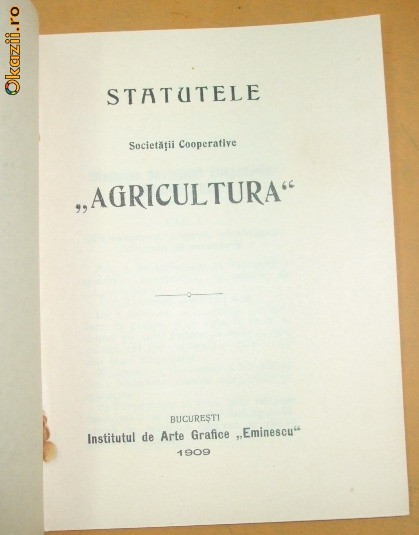 Okazii.ro
STATUTELE
Societății Cooperative
„AGRICULTURA“
BUCUREȘTI
Institutul de Arte Grafice „Eminescu“
1909